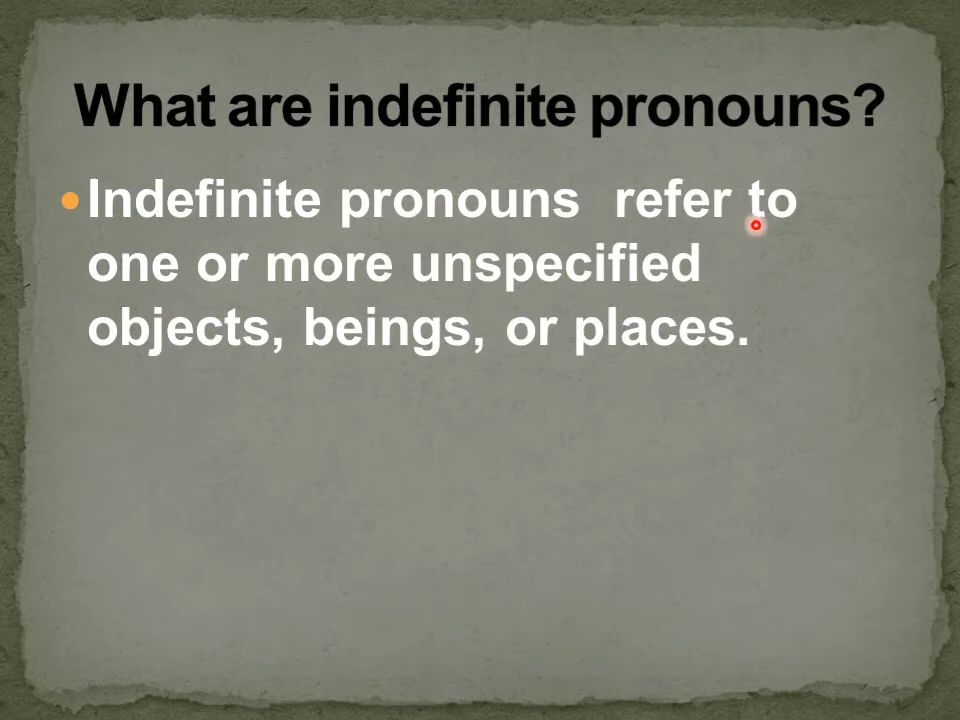 What are indefinite pronouns?
Indefinite pronouns  refer to
one or more unspecified
objects, beings, or places.